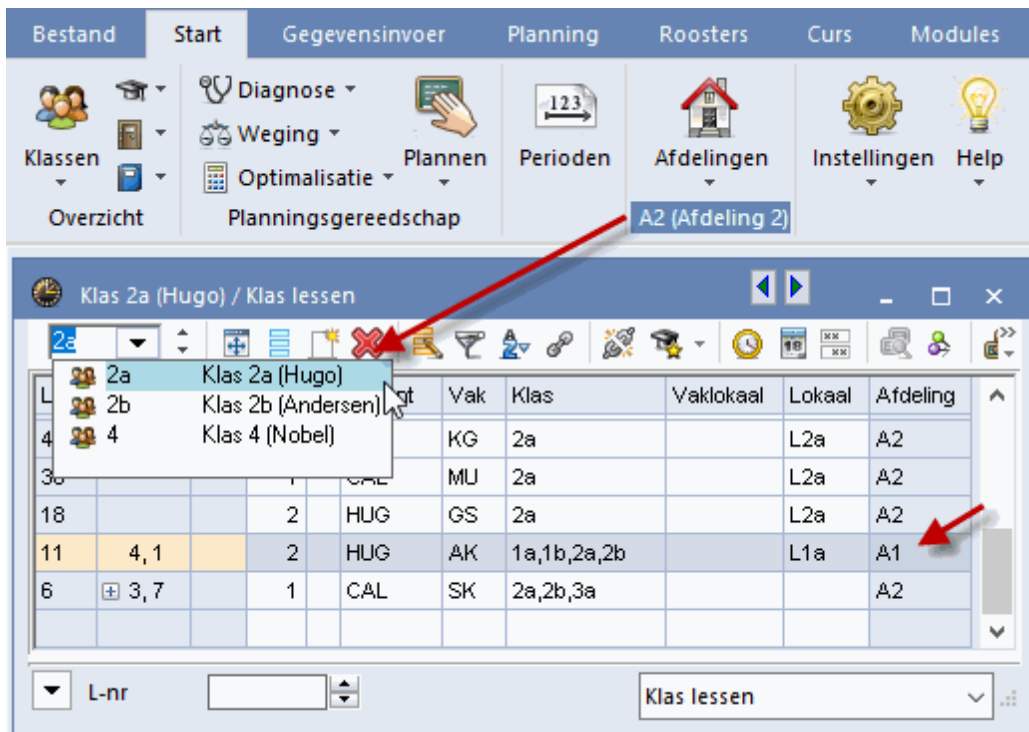 Bestand Start Gegevensinvoer Planning Roosters Curs Modules
Diagnose
Weging
Klassen Optimalisatie Plannen Perioden Afdelingen Instellingen Help
123
Overzicht Planningsgereedschap A2 (Afdeling 2)
Klas 2a (Hugo) / Klas lessen
2a
18
2a Klas 2a (Hugo)
2b Klas 2b (Andersen)
4 Klas 4 (Nobel)
Vak Klas Vaklokaal Lokaal Afdeling
4 KG 2a L2a A2
MU 2a L2a A2
18 2 HUG GS 2a L2a A2
11 4, 1 2 HUG AK 1a,1b,2a,2b L1a A1
6 3, 7 1 CAL SK 2a,2b,3a A2
L-nr Klas lessen